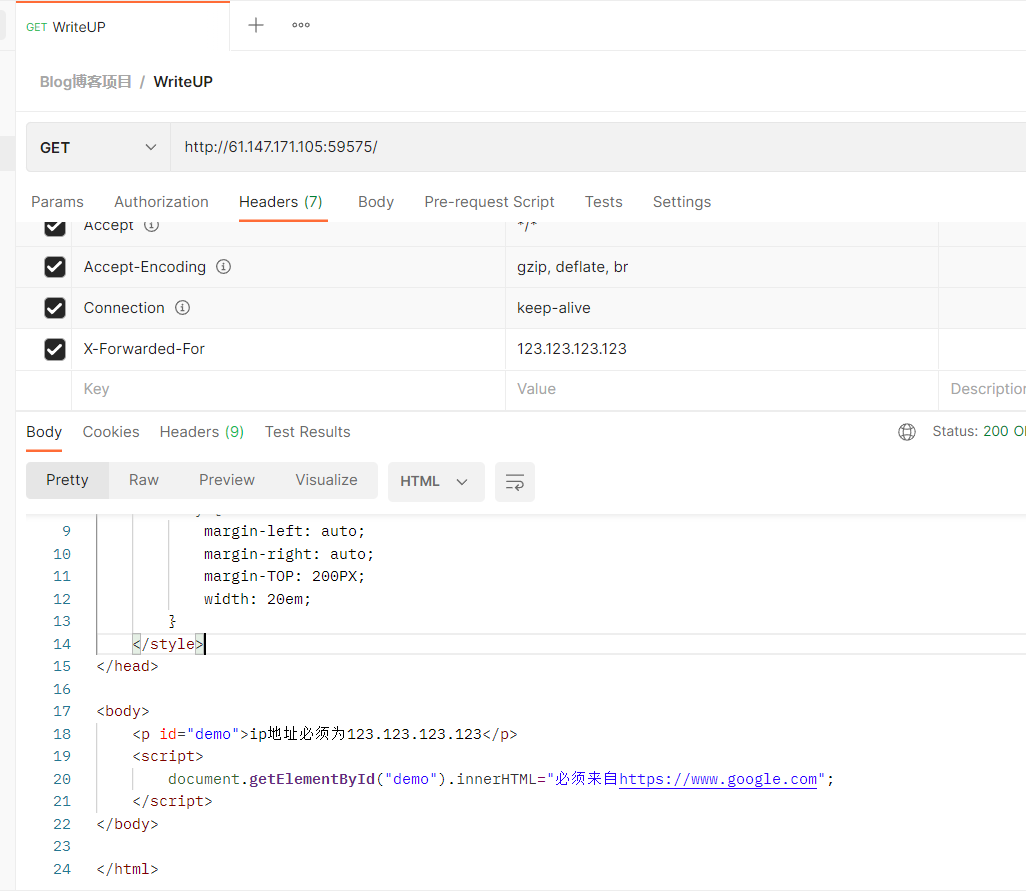 GET WriteUP
Blog博客项目 / WriteUP
GET http://61.147.171.105:59575/
Params Authorization Headers (7) Body Pre-request Script Tests Settings
Accept */*
Accept-Encoding gzip, deflate, br
Connection keep-alive
X-Forwarded-For 123.123.123.123
Key Value Description
Body Cookies Headers (9) Test Results Status: 200 O
Pretty Raw Preview Visualize HTML
9 margin-left: auto;
10 margin-right: auto;
11 margin-TOP: 200PX;
12 width: 20em;
13 }
14 </style>
15 </head>
16
17 <body>
18 <p id="demo">ip地址必须为123.123.123.123</p>
19 <script>
20 document.getElementById("demo").innerHTML="必须来自https://www.google.com";
21 </script>
22 </body>
23
24 </html>